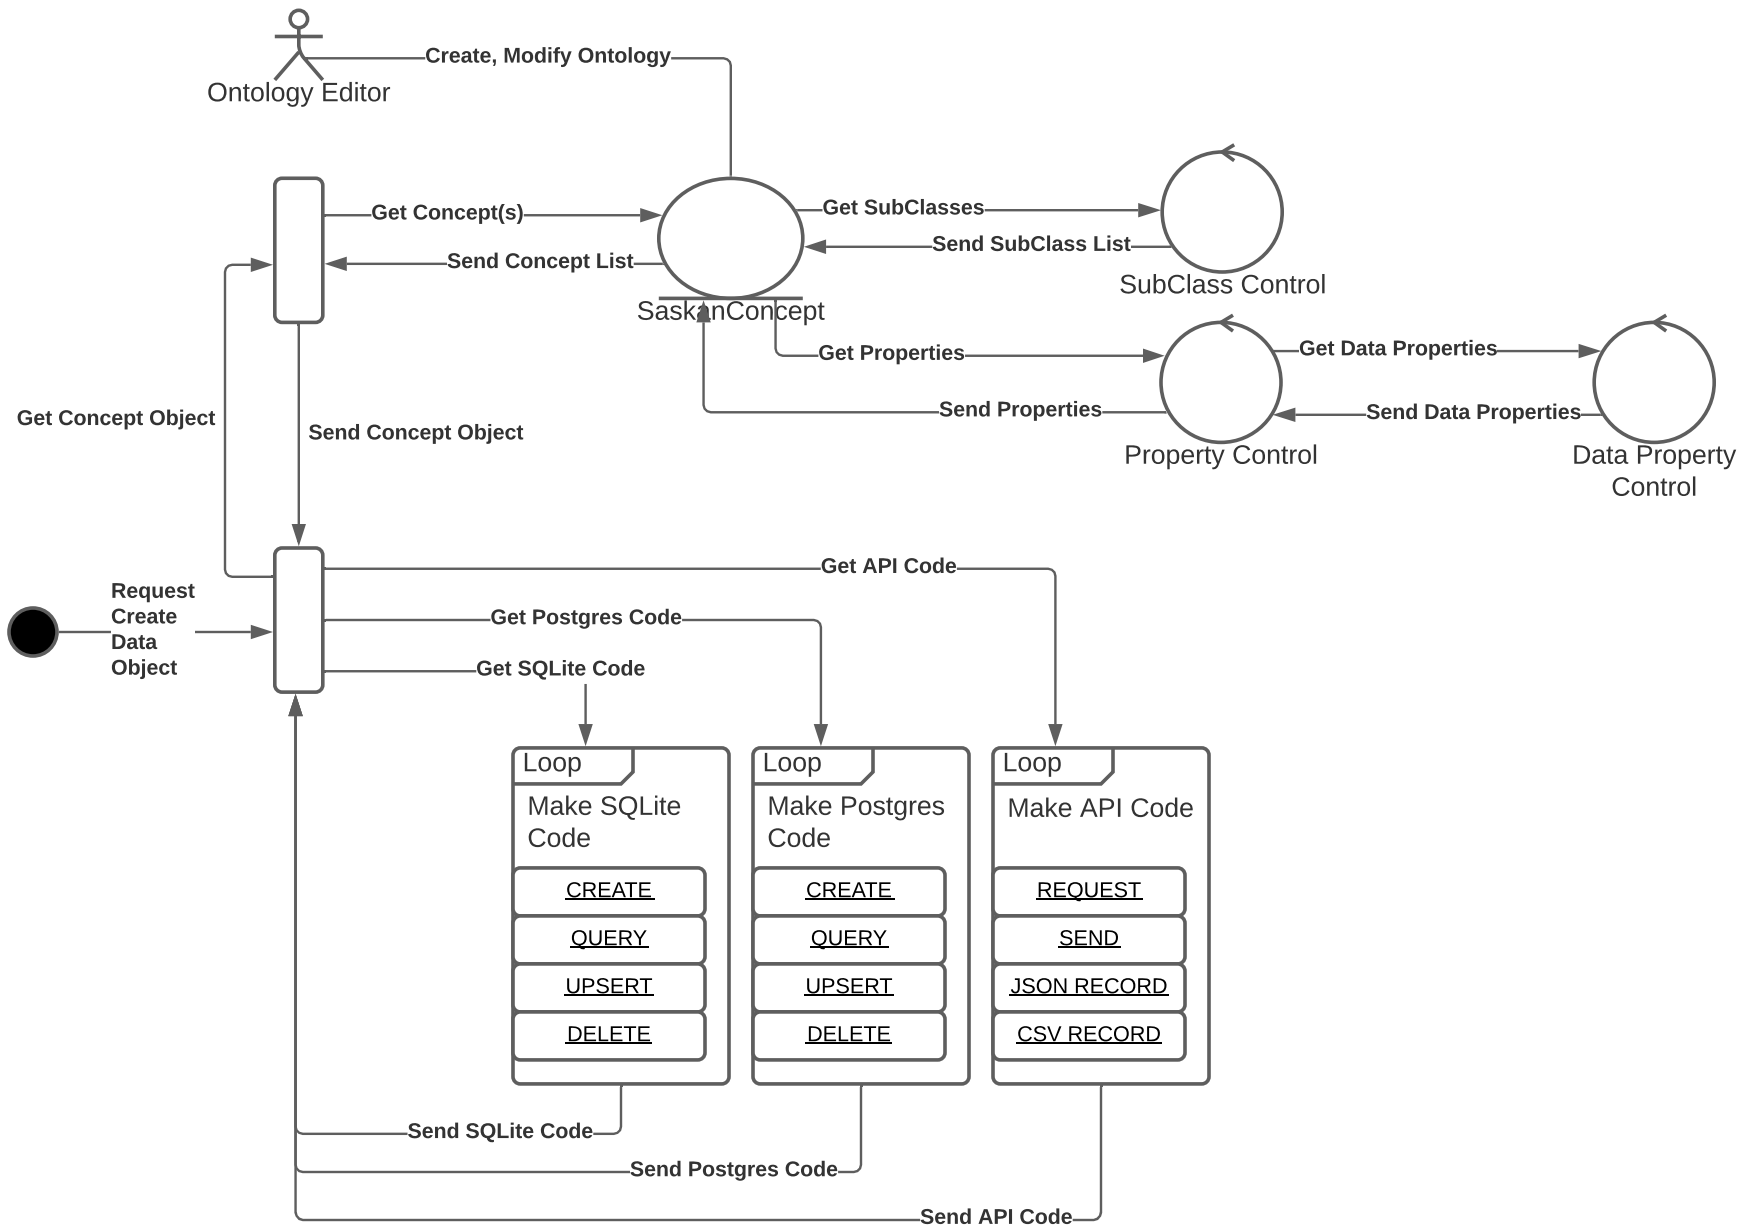 Create, Modify Ontology
Ontology Editor
Get Concept(s)
Send Concept List
SaskanConcept
Get SubClasses
Send SubClass List
SubClass Control
Get Properties
Send Properties
Property Control
Get Data Properties
Send Data Properties
Data Property
Control
Get Concept Object
Send Concept Object
Request
Create
Data
Object
Get API Code
Get Postgres Code
Get SQLite Code
Loop
Make SQLite
Code
CREATE
QUERY
UPSERT
DELETE
Loop
Make Postgres
Code
CREATE
QUERY
UPSERT
DELETE
Loop
Make API Code
REQUEST
SEND
JSON RECORD
CSV RECORD
Send SQLite Code
Send Postgres Code
Send API Code